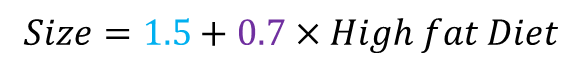 Size = 1.5 + 0.7 × High fat Diet